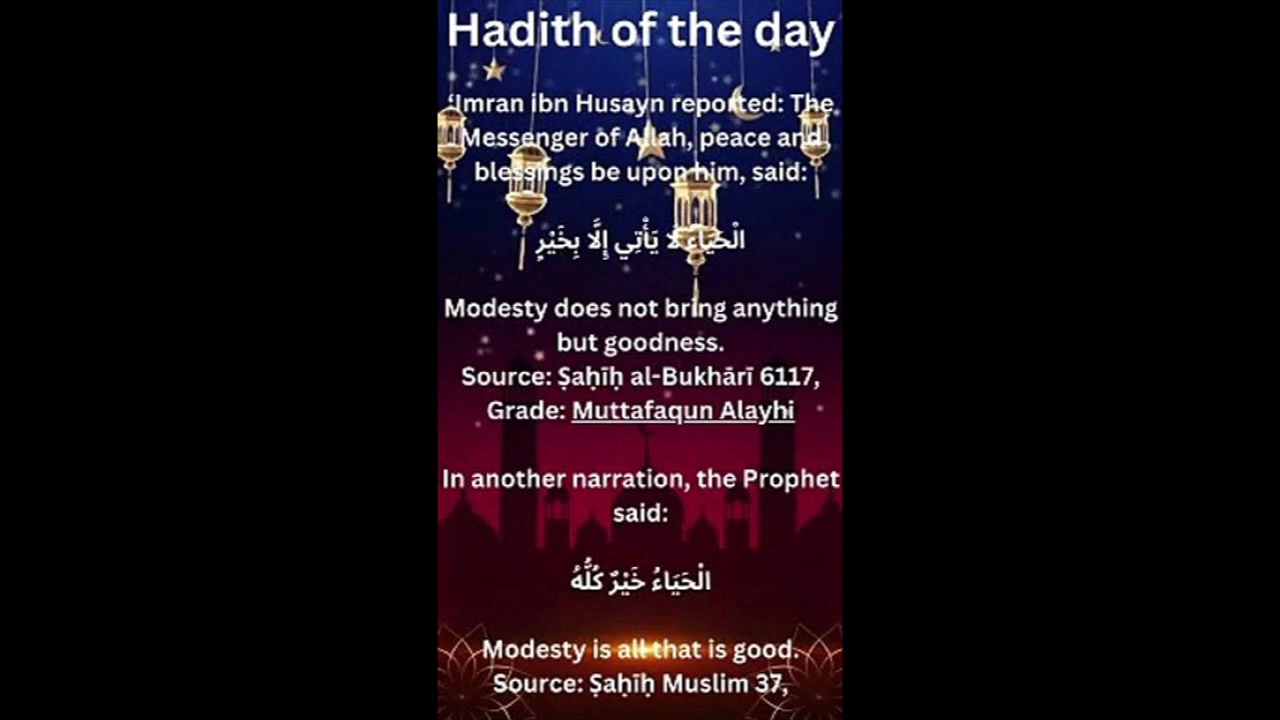 Hadith of the day
‘Imran ibn Husayn reported: The
Messenger of Allah, peace and
blessings be upon him, said:
الْحَيَاءُ لَا يَأْتِي إِلَّا بِخَيْرٍ
Modesty does not bring anything
but goodness.
Source: Ṣaḥīḥ al-Bukhārī 6117,
Grade: Muttafaqun Alayhi
In another narration, the Prophet
said:
الْحَيَاءُ خَيْرٌ كُلُّهُ
Modesty is all that is good.
Source: Ṣaḥīḥ Muslim 37,